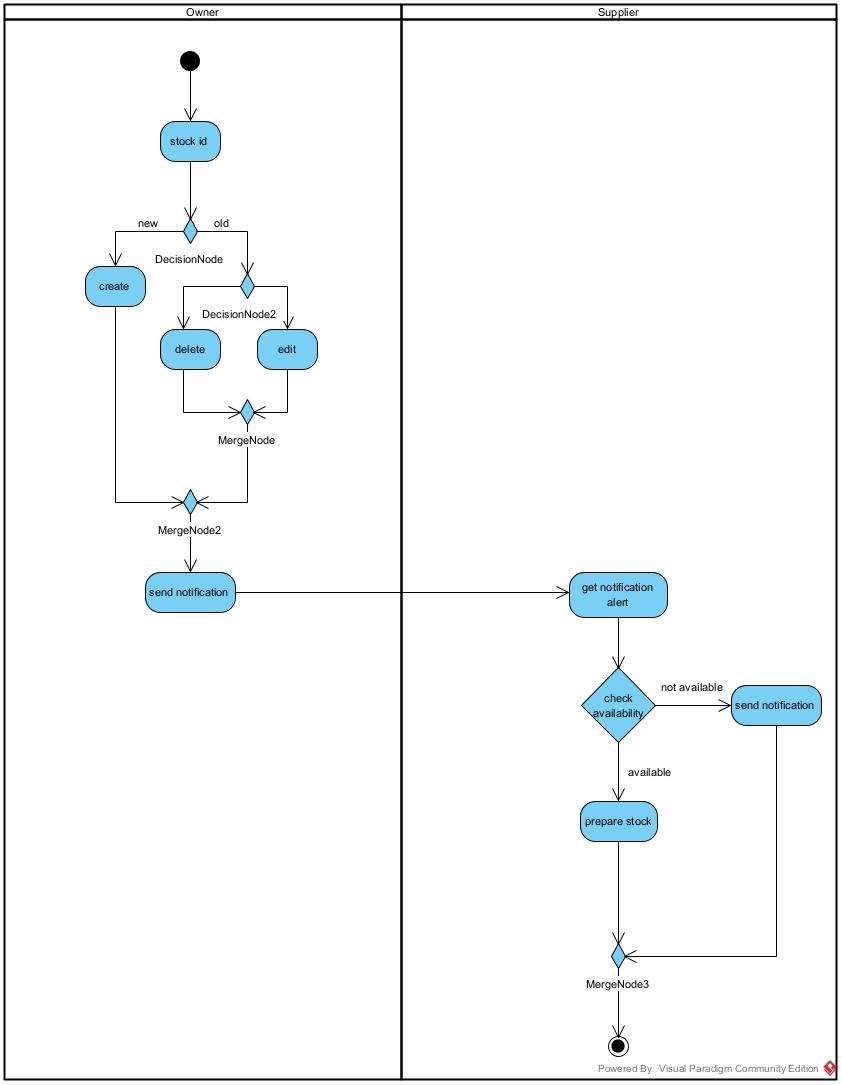 Owner
Supplier
stock id
new
old
DecisionNode
create
DecisionNode2
delete
edit
MergeNode
MergeNode2
send notification
get notification
alert
check
availability
not available
send notification
available
prepare stock
MergeNode3
Powered By: Visual Paradigm Community Edition